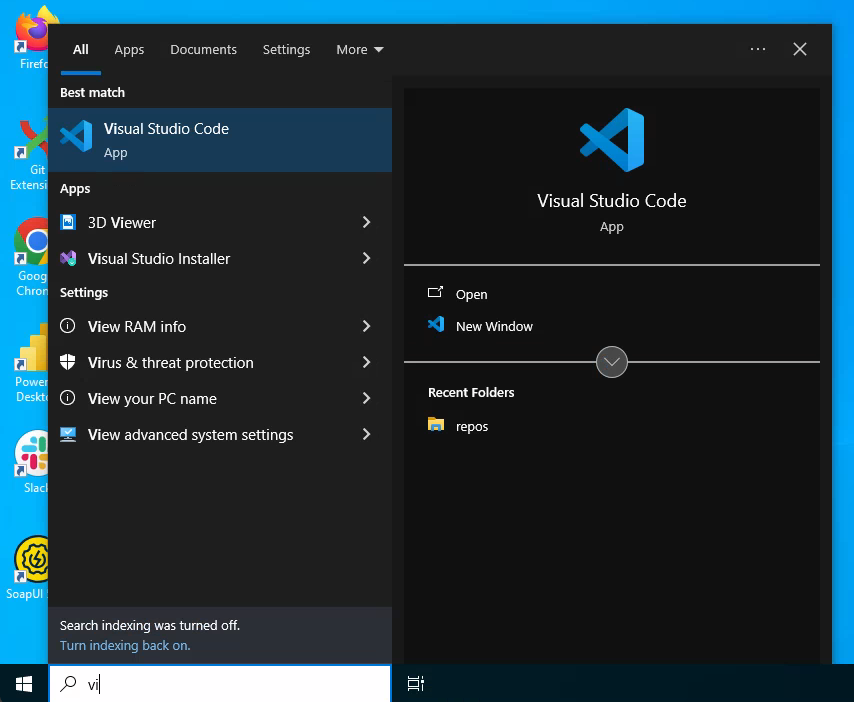 Firefo
Git
Extensi
Goog
Chron
Power
Deskto
Slack
SoapUI
All
Apps
Documents
Settings
More
Best match
Visual Studio Code
App
Apps
3D Viewer
Visual Studio Installer
Settings
View RAM info
Virus & threat protection
View your PC name
View advanced system settings
Search indexing was turned off.
Turn indexing back on.
vi
Visual Studio Code
App
Open
New Window
Recent Folders
repos